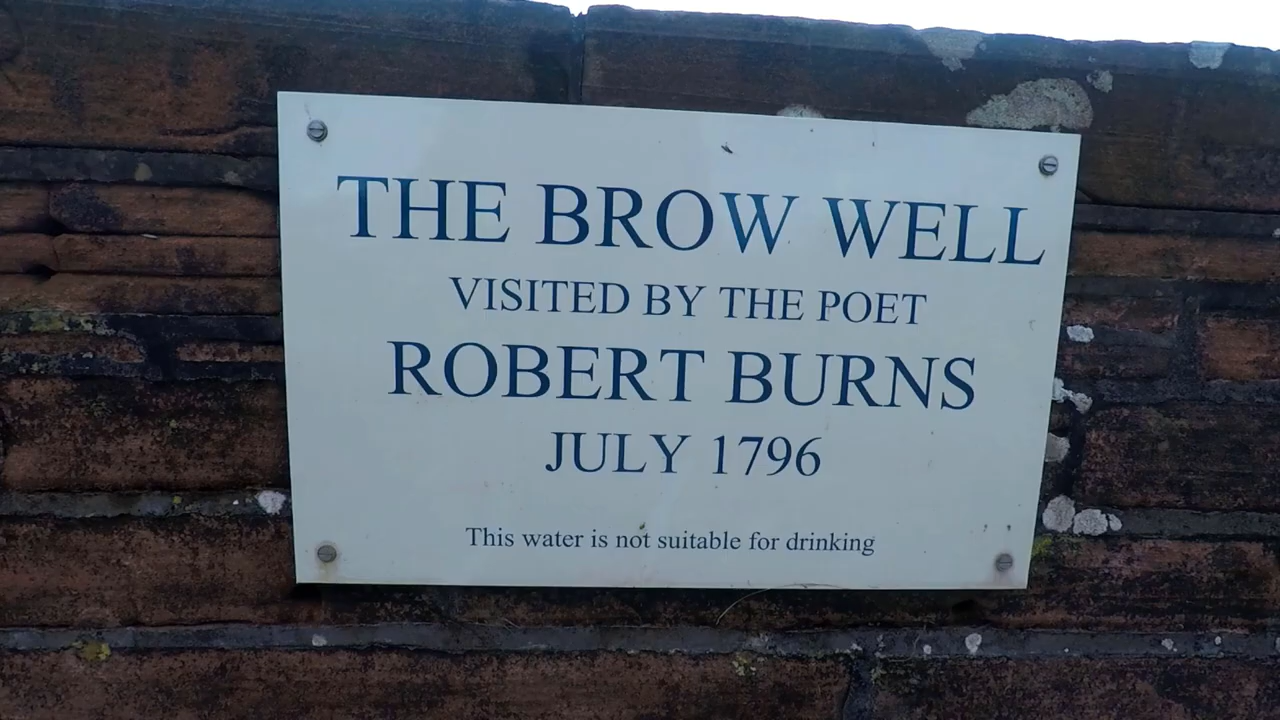 THE BROW WELL
VISITED BY THE POET
ROBERT BURNS
JULY 1796
This water is not suitable for drinking